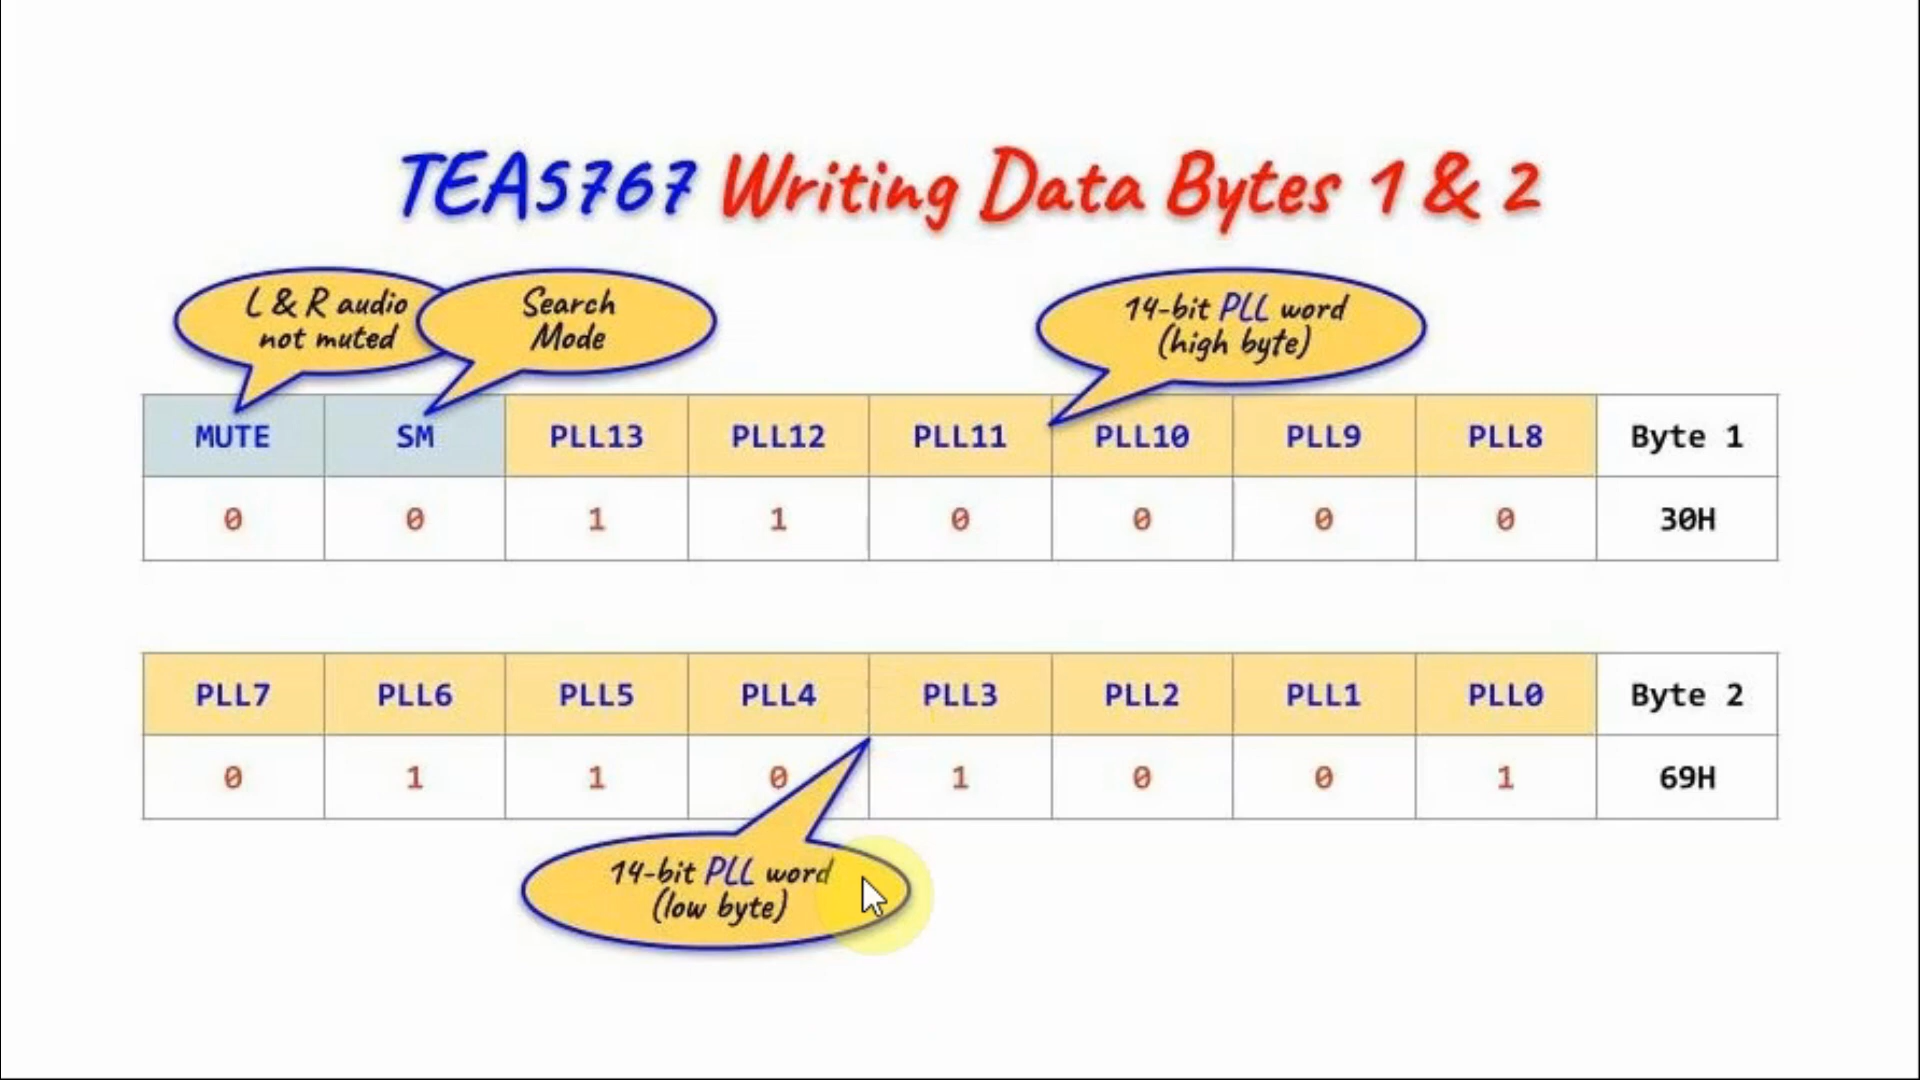 TEA5767 Writing Data Bytes 1 & 2
L & R audio
not muted
Search
Mode
14-bit PLL word
(high byte)
MUTE SM PLL13 PLL12 PLL11 PLL10 PLL9 PLL8 Byte 1
0 0 1 1 0 0 0 0 30H
PLL7 PLL6 PLL5 PLL4 PLL3 PLL2 PLL1 PLL0 Byte 2
0 1 1 0 1 0 0 1 69H
14-bit PLL word
(low byte)